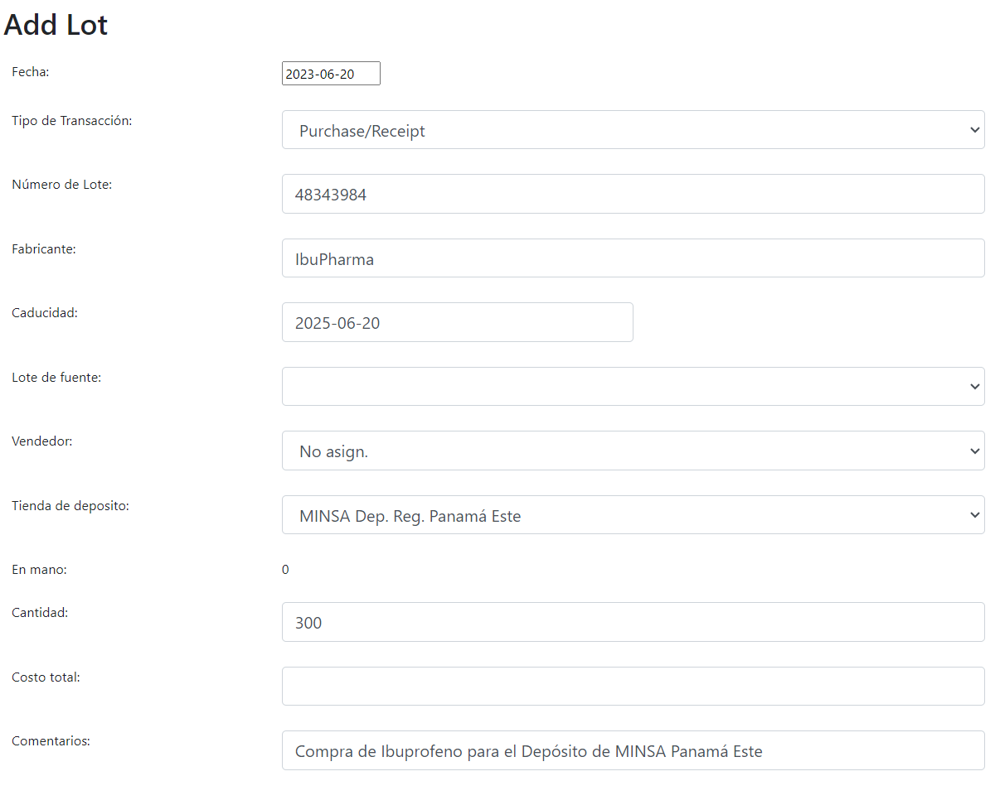 Add Lot
Fecha: 2023-06-20
Tipo de Transacción: Purchase/Receipt
Número de Lote: 48343984
Fabricante: IbuPharma
Caducidad: 2025-06-20
Lote de fuente:
Vendedor: No asign.
Tienda de deposito: MINSA Dep. Reg. Panamá Este
En mano: 0
Cantidad: 300
Costo total:
Comentarios: Compra de Ibuprofeno para el Depósito de MINSA Panamá Este